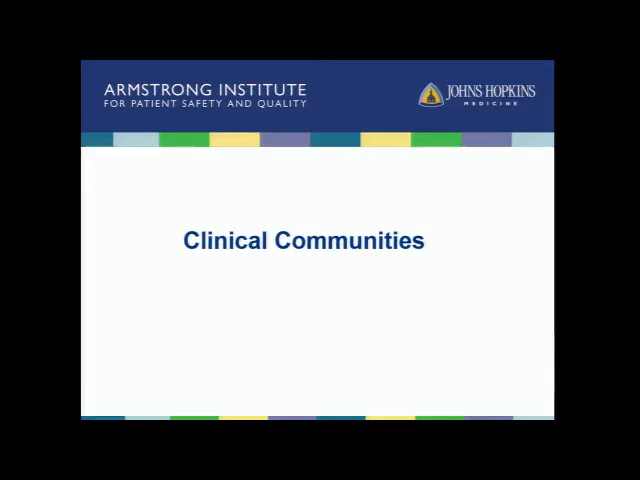 ARMSTRONG INSTITUTE
FOR PATIENT SAFETY AND QUALITY
JOHNS HOPKINS
MEDICINE
Clinical Communities